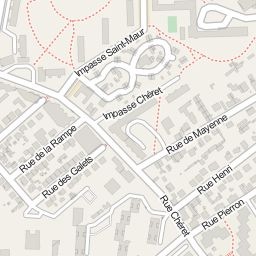 Impasse Saint-Maur
Impasse Chéret
Rue de la Rampe
Rue de Mayenne
Rue des Galets
Rue Henri
Rue Chéret
Rue Pierron